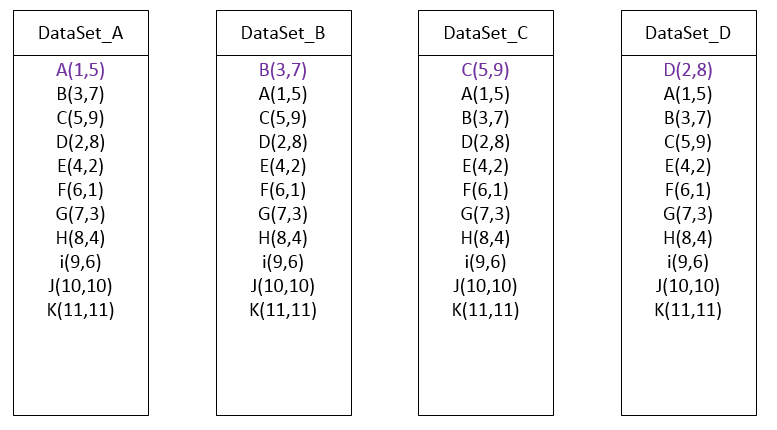 DataSet_A
A(1,5)
B(3,7)
C(5,9)
D(2,8)
E(4,2)
F(6,1)
G(7,3)
H(8,4)
i(9,6)
J(10,10)
K(11,11)
DataSet_B
B(3,7)
A(1,5)
C(5,9)
D(2,8)
E(4,2)
F(6,1)
G(7,3)
H(8,4)
i(9,6)
J(10,10)
K(11,11)
DataSet_C
C(5,9)
A(1,5)
B(3,7)
D(2,8)
E(4,2)
F(6,1)
G(7,3)
H(8,4)
i(9,6)
J(10,10)
K(11,11)
DataSet_D
D(2,8)
A(1,5)
B(3,7)
C(5,9)
E(4,2)
F(6,1)
G(7,3)
H(8,4)
i(9,6)
J(10,10)
K(11,11)